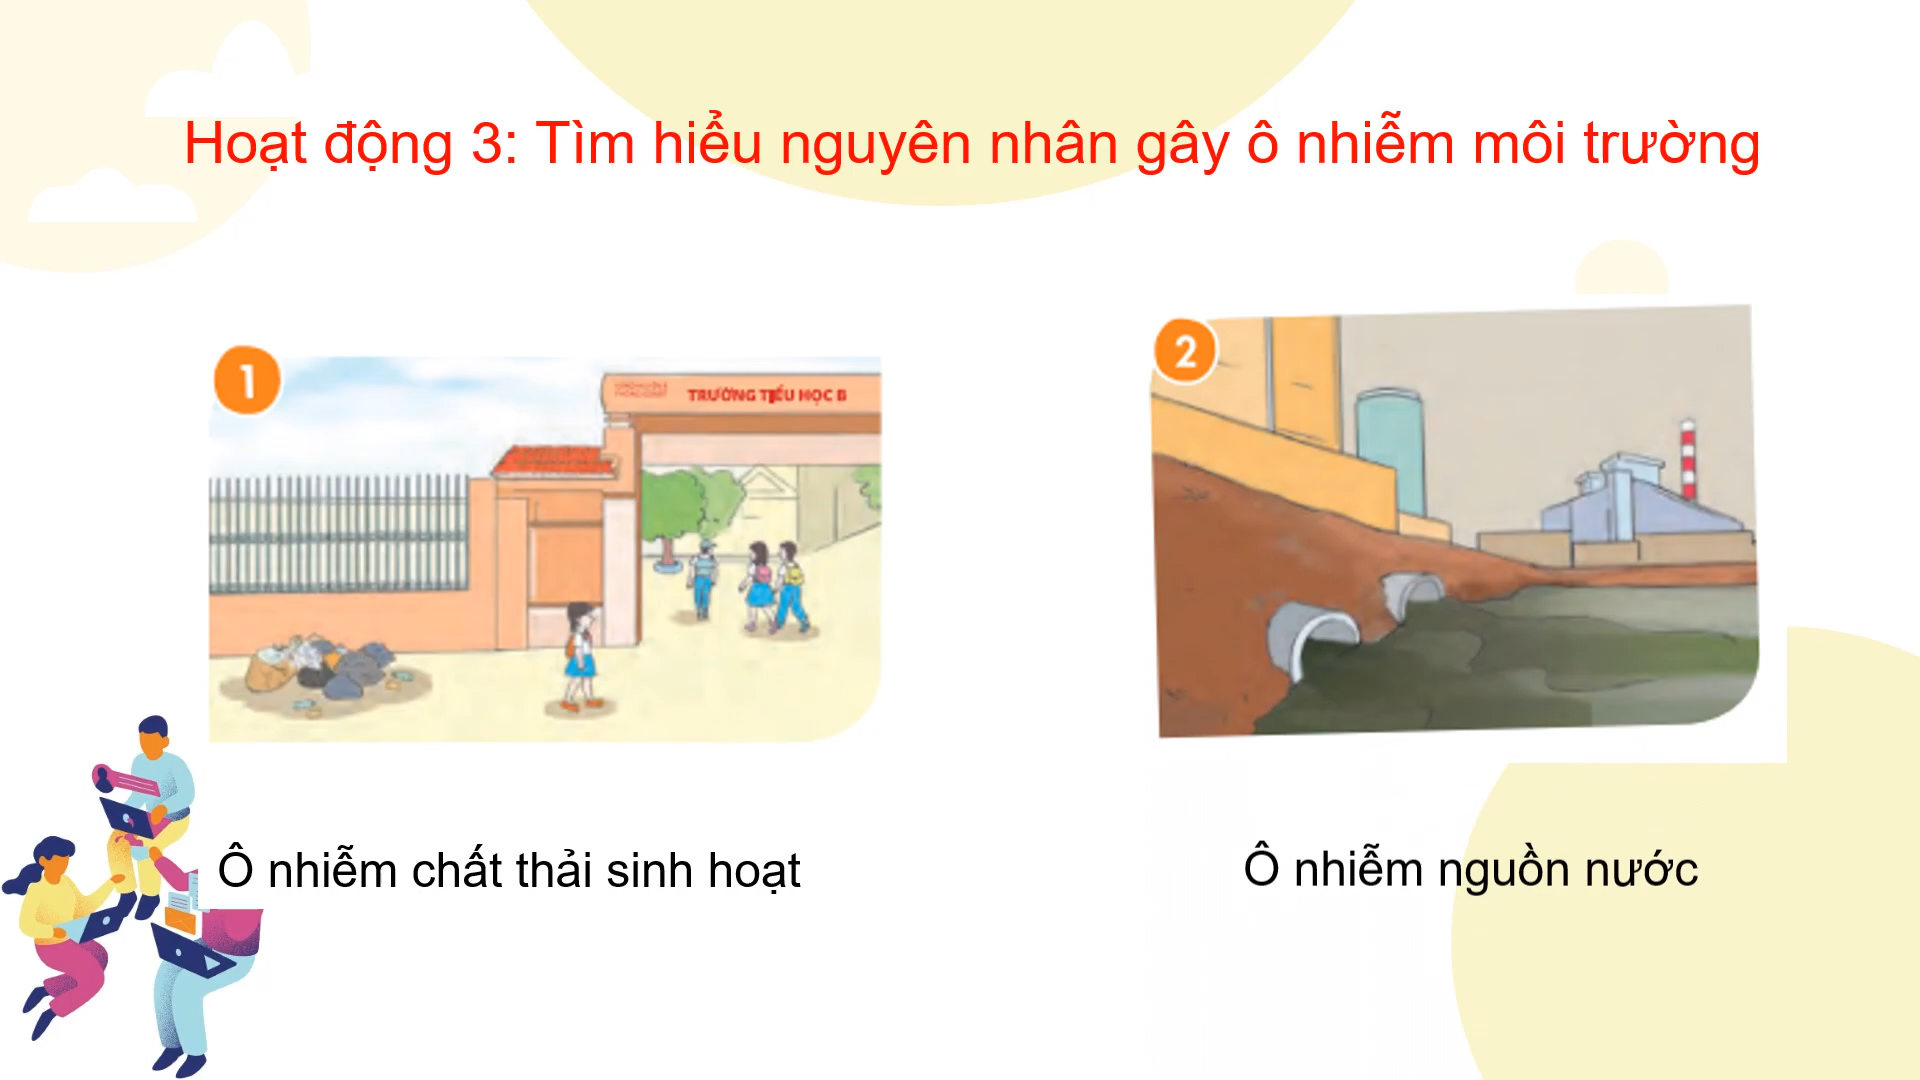 Hoạt động 3: Tìm hiểu nguyên nhân gây ô nhiễm môi trường
1
TRƯỜNG TIỂU HỌC B
2
Ô nhiễm chất thải sinh hoạt
Ô nhiễm nguồn nước